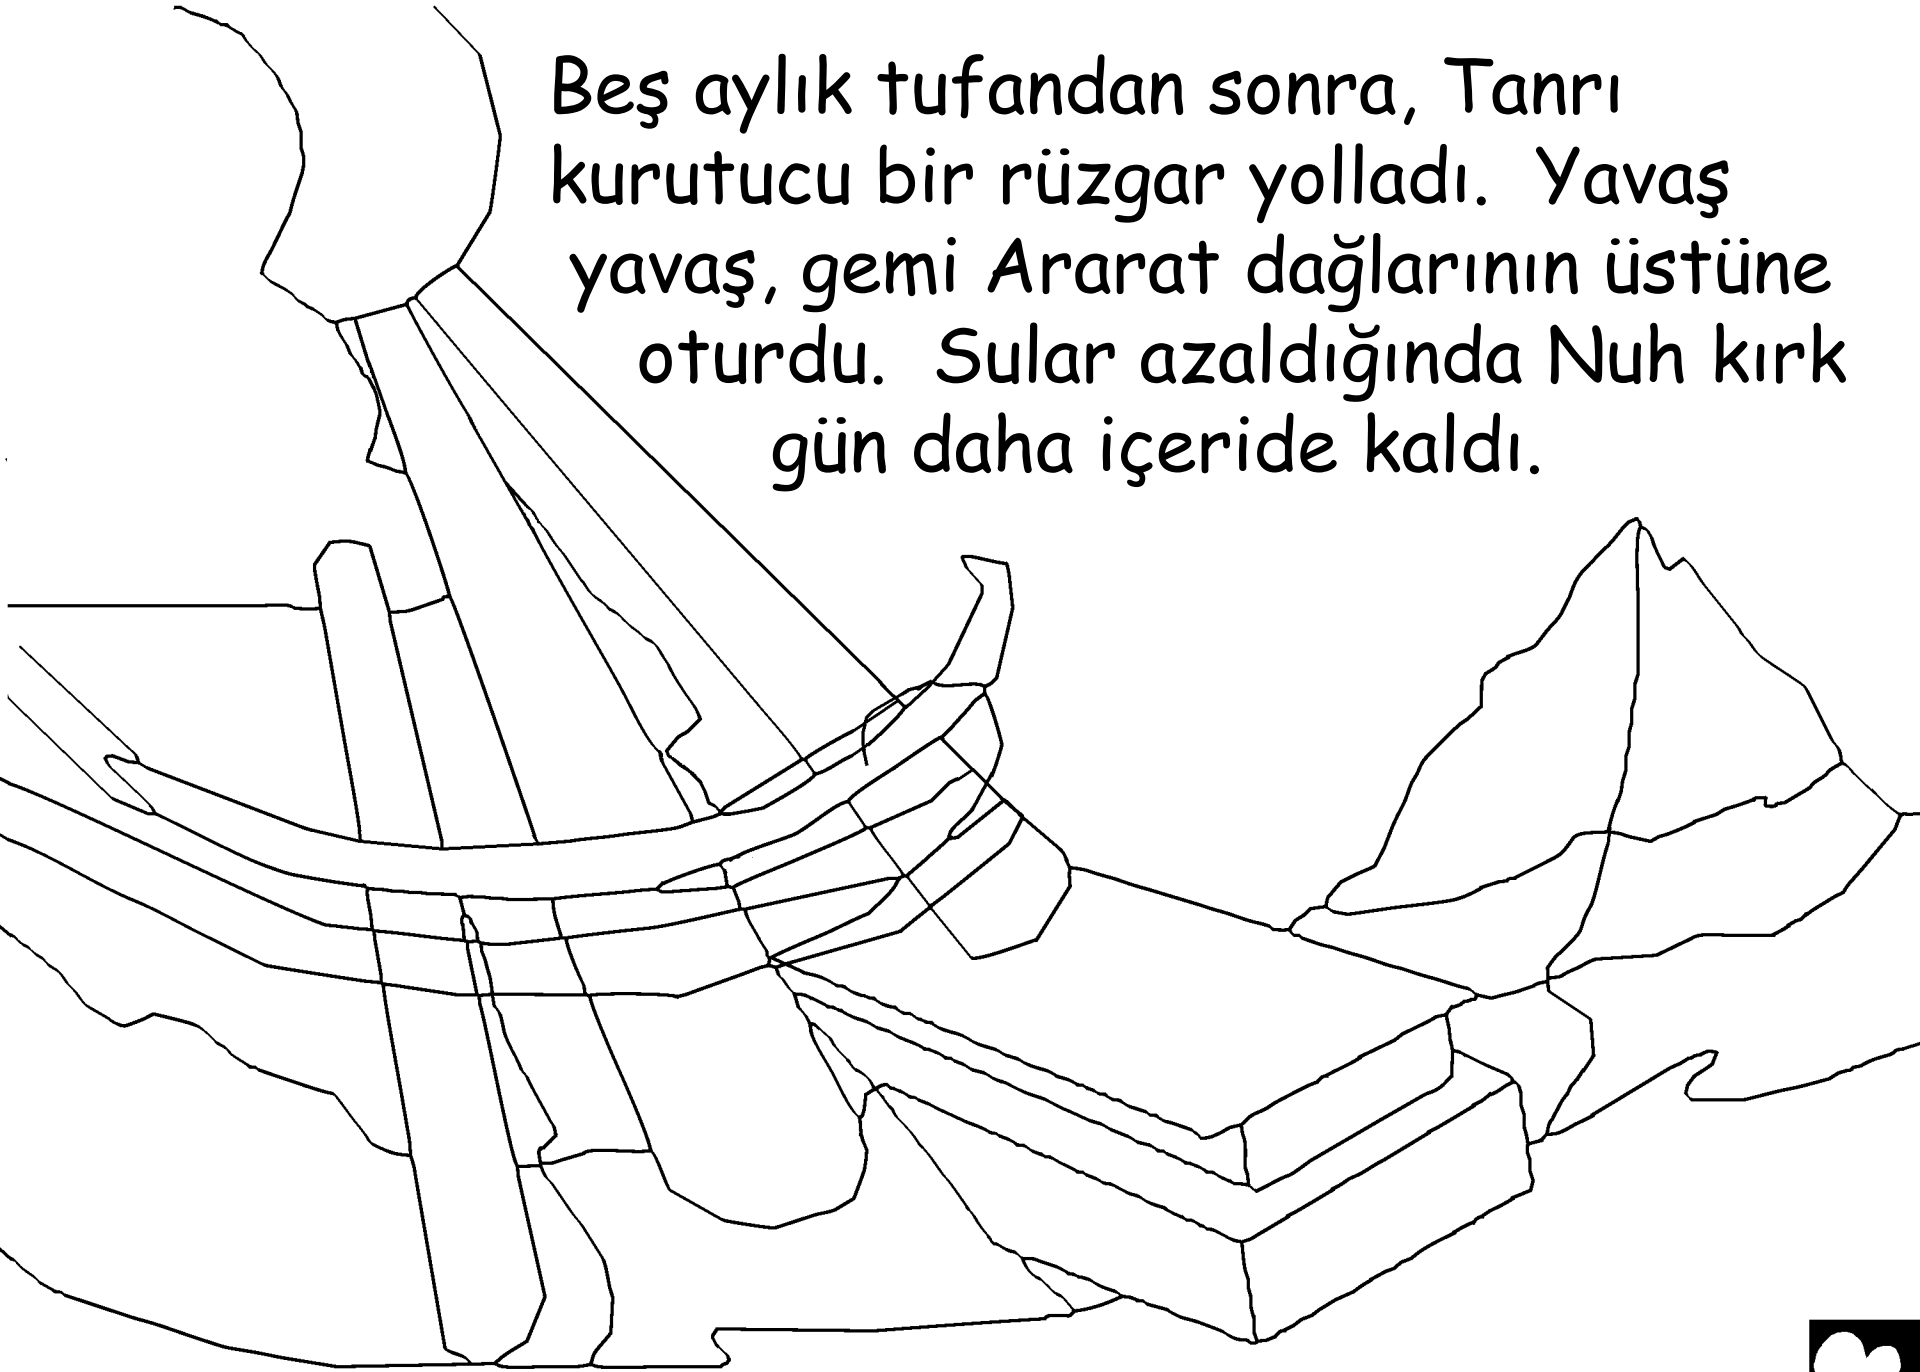 Beş aylık tufandan sonra, Tanrı
kurutucu bir rüzgar yolladı.  Yavaş
yavaş, gemi Ararat dağlarının üstüne
oturdu.  Sular azaldığında Nuh kırk
gün daha içeride kaldı.